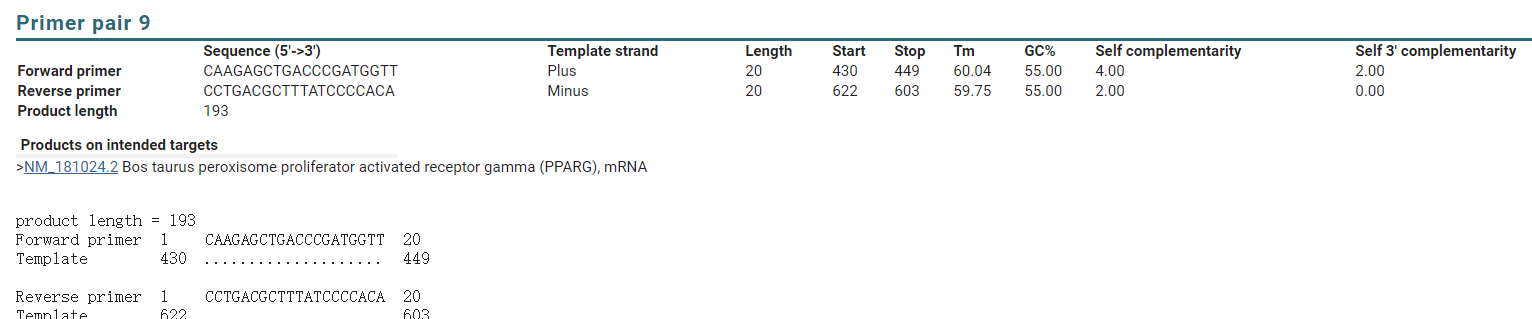 Primer pair 9
Sequence (5'->3') Template strand Length Start Stop Tm GC% Self complementarity Self 3' complementarity
Forward primer CAAGAGCTGACCCGATGGTT Plus 20 430 449 60.04 55.00 4.00 2.00
Reverse primer CCTGACGCTTTATCCCCACA Minus 20 622 603 59.75 55.00 2.00 0.00
Product length 193
Products on intended targets
>NM_181024.2 Bos taurus peroxisome proliferator activated receptor gamma (PPARG), mRNA
product length = 193
Forward primer 1 CAAGAGCTGACCCGATGGTT 20
Template 430 .................... 449
Reverse primer 1 CCTGACGCTTTATCCCCACA 20
Template 622 603